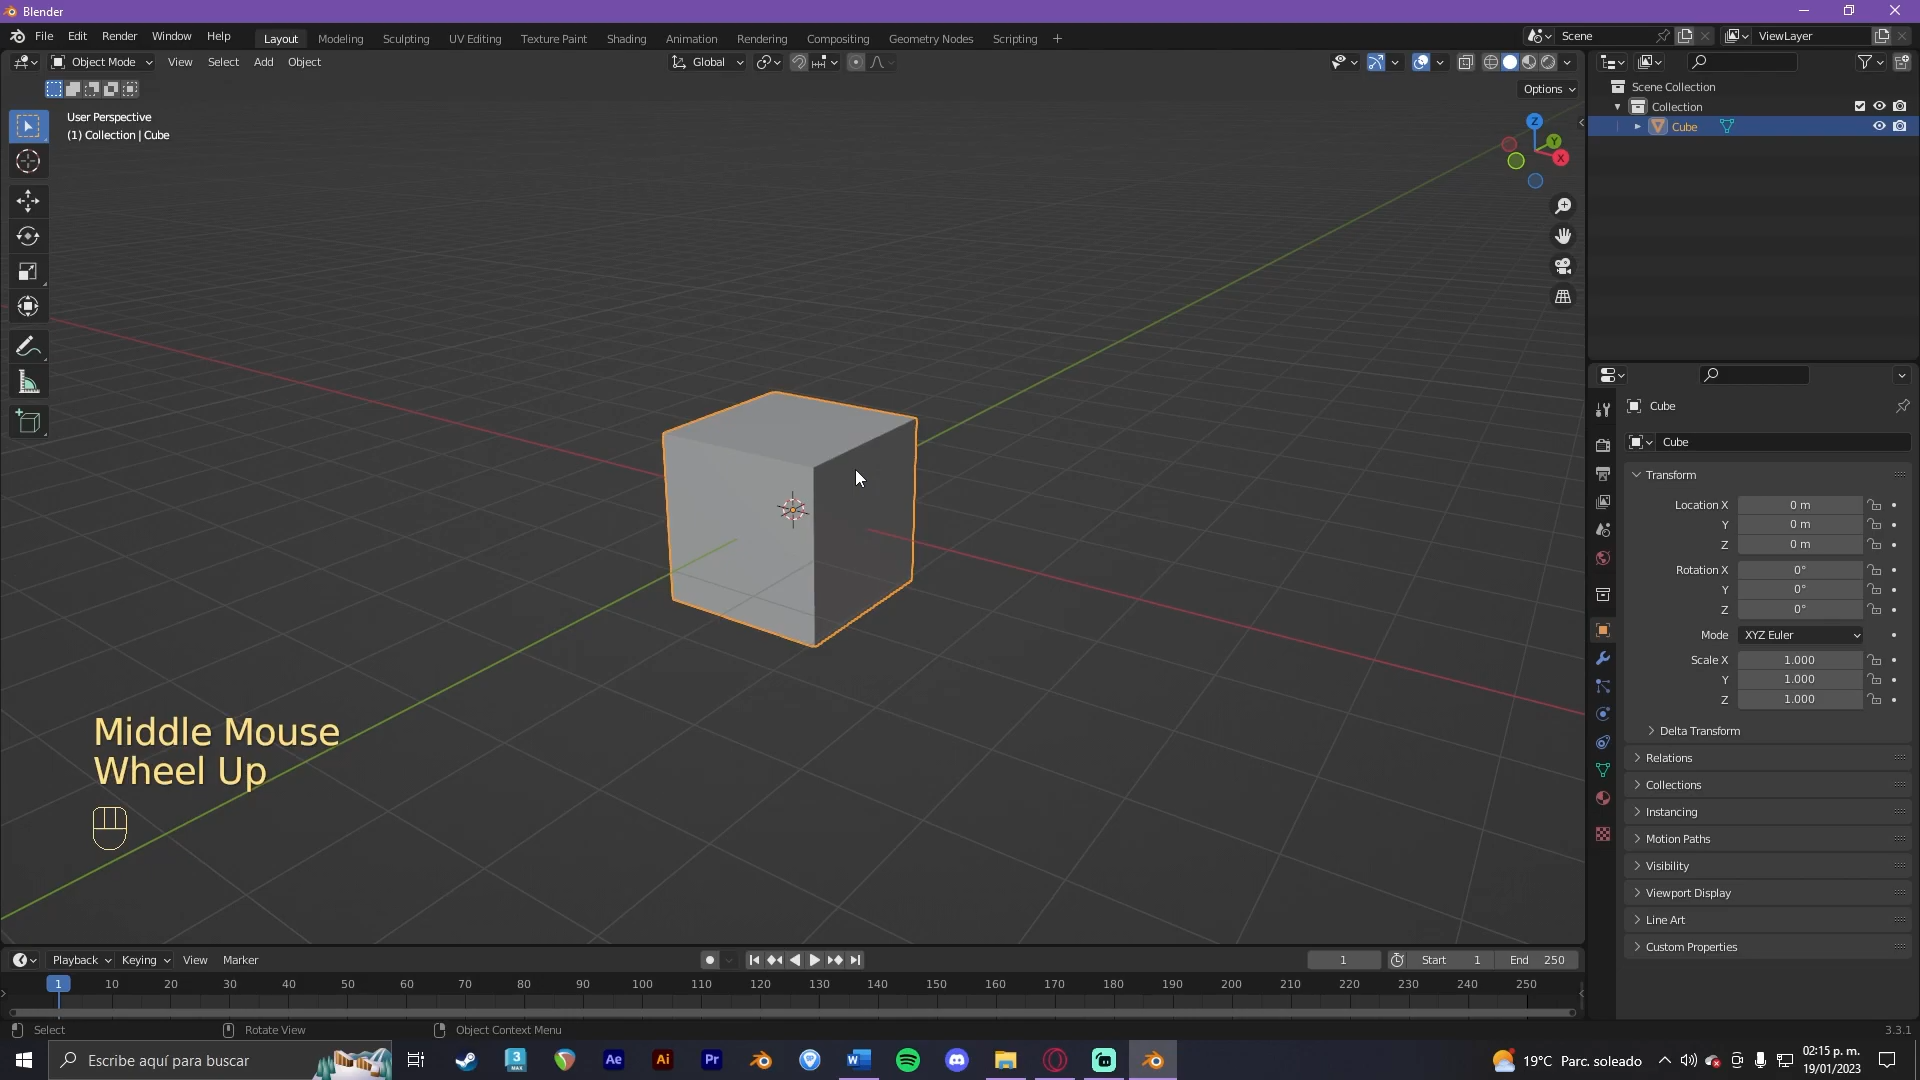 Blender
File Edit Render Window Help Layout Modeling Sculpting UV Editing Texture Paint Shading Animation Rendering Compositing Geometry Nodes Scripting + Scene ViewLayer
Object Mode View Select Add Object Global
Options
User Perspective
(1) Collection | Cube
Z
Y
X
Scene Collection
Collection
Cube
Cube
Cube
Transform
Location X 0 m
Y 0 m
Z 0 m
Rotation X 0°
Y 0°
Z 0°
Mode XYZ Euler
Scale X 1.000
Y 1.000
Z 1.000
Delta Transform
Relations
Collections
Instancing
Motion Paths
Visibility
Viewport Display
Line Art
Custom Properties
Middle Mouse
Wheel Up
Playback Keying View Marker 1 Start 1 End 250
1 10 20 30 40 50 60 70 80 90 100 110 120 130 140 150 160 170 180 190 200 210 220 230 240 250
Select Rotate View Object Context Menu 3.3.1
Escribe aquí para buscar 3 MAX Ae Ai Pr W 19°C Parc. soleado 02:15 p. m.
19/01/2023